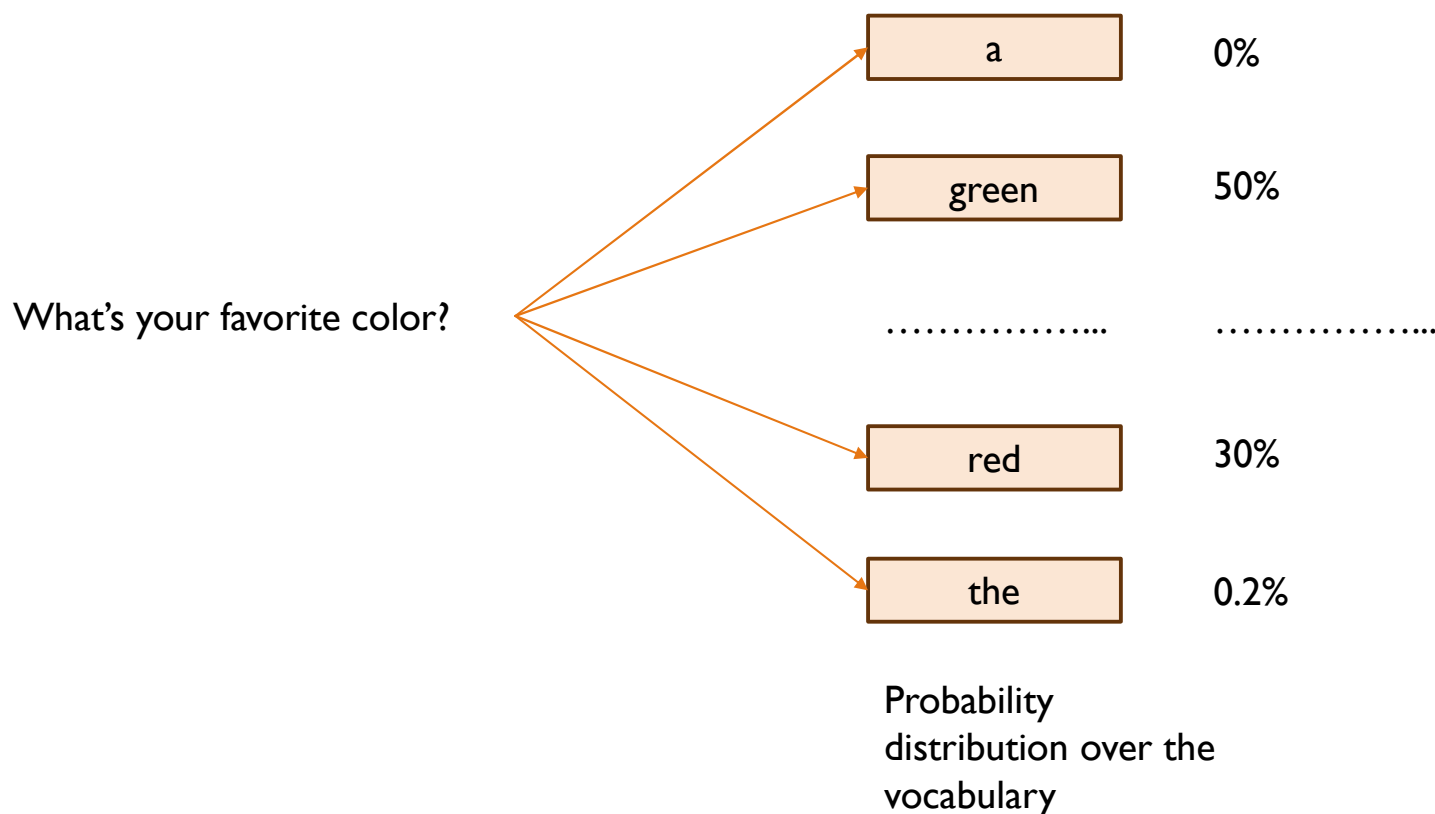 a 0%
green 50%
What’s your favorite color?
……………... ……………...
red 30%
the 0.2%
Probability
distribution over the
vocabulary